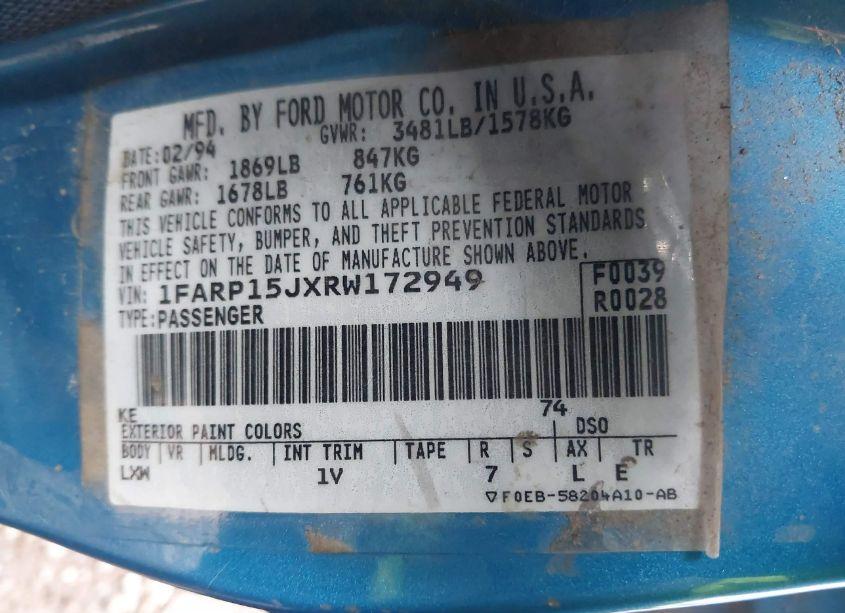 MFD. BY FORD MOTOR CO. IN U.S.A.
DATE: 02/94 GVWR: 3481LB/1578KG
FRONT GAWR: 1869LB 847KG
REAR GAWR: 1678LB 761KG
THIS VEHICLE CONFORMS TO ALL APPLICABLE FEDERAL MOTOR
VEHICLE SAFETY, BUMPER, AND THEFT PREVENTION STANDARDS
IN EFFECT ON THE DATE OF MANUFACTURE SHOWN ABOVE.
VIN: 1FARP15JXRW172949 F0039
TYPE: PASSENGER R0028
KE 74
EXTERIOR PAINT COLORS DSO
BODY VR MLDG. INT TRIM TAPE R S AX TR
LXW 1V 7 L E
▽F0EB-58204A10-AB